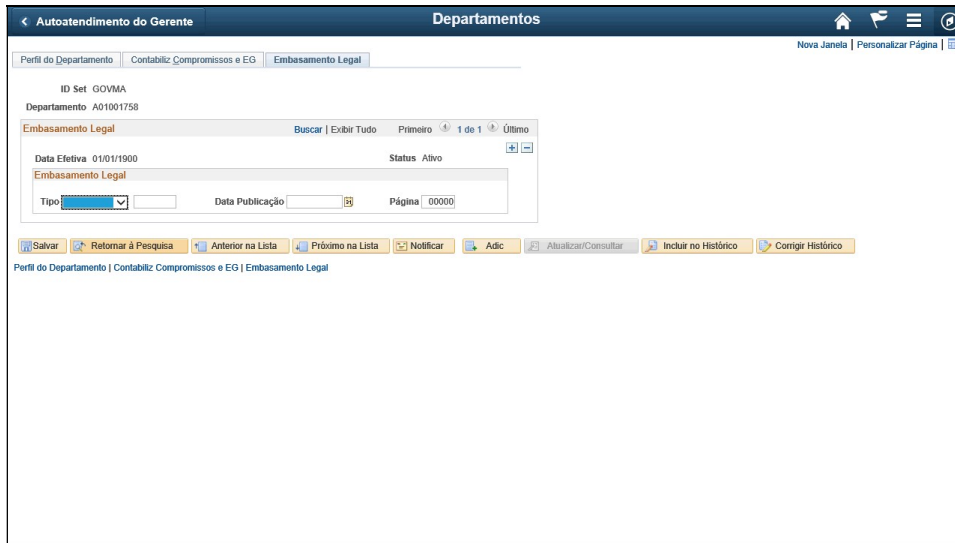 Autoatendimento do Gerente
Departamentos
Nova Janela | Personalizar Página |
Perfil do Departamento
Contabiliz Compromissos e EG
Embasamento Legal
ID Set GOVMA
Departamento A01001758
Embasamento Legal Buscar | Exibir Tudo Primeiro 1 de 1 Último
Data Efetiva 01/01/1900 Status Ativo
Embasamento Legal
Tipo Data Publicação Página 00000
Salvar Retornar à Pesquisa Anterior na Lista Próximo na Lista Notificar Adic Atualizar/Consultar Incluir no Histórico Corrigir Histórico
Perfil do Departamento | Contabiliz Compromissos e EG | Embasamento Legal